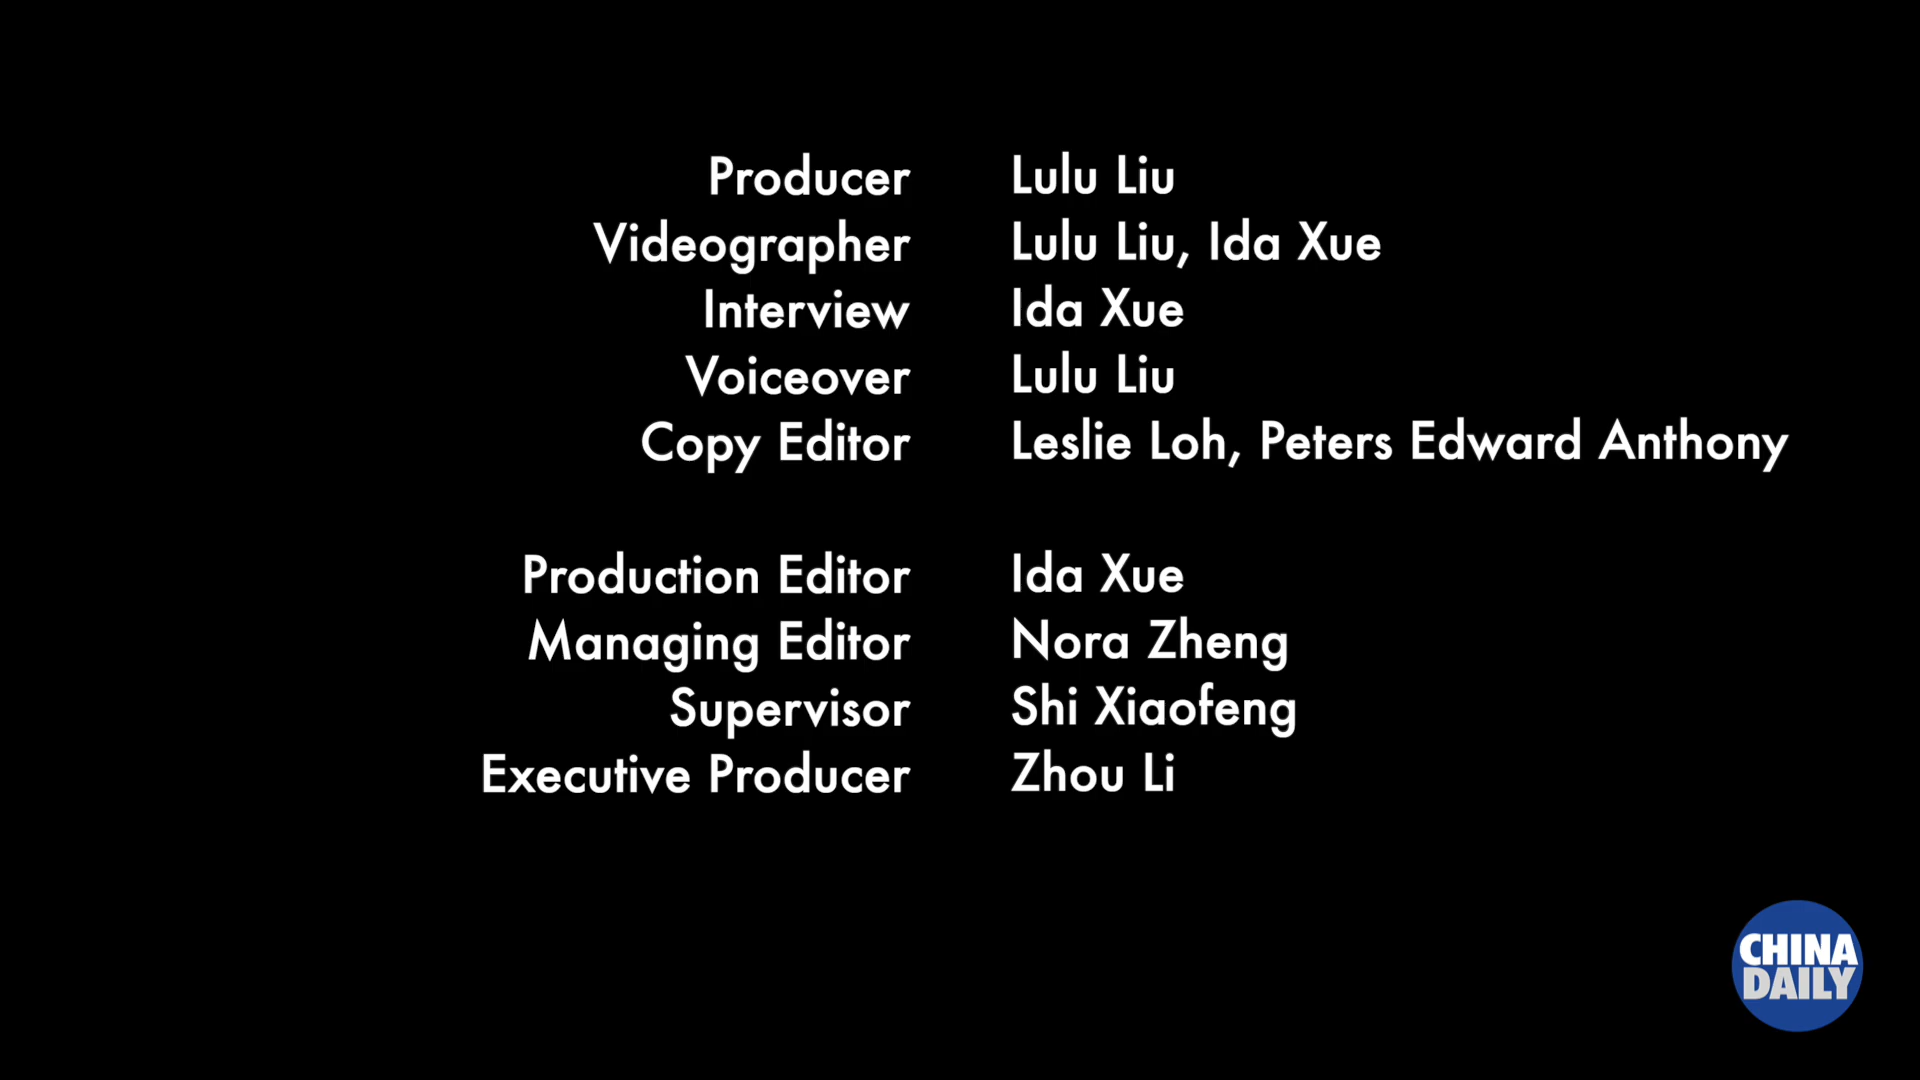 Producer Lulu Liu
Videographer Lulu Liu, Ida Xue
Interview Ida Xue
Voiceover Lulu Liu
Copy Editor Leslie Loh, Peters Edward Anthony
Production Editor Ida Xue
Managing Editor Nora Zheng
Supervisor Shi Xiaofeng
Executive Producer Zhou Li
CHINA
DAILY